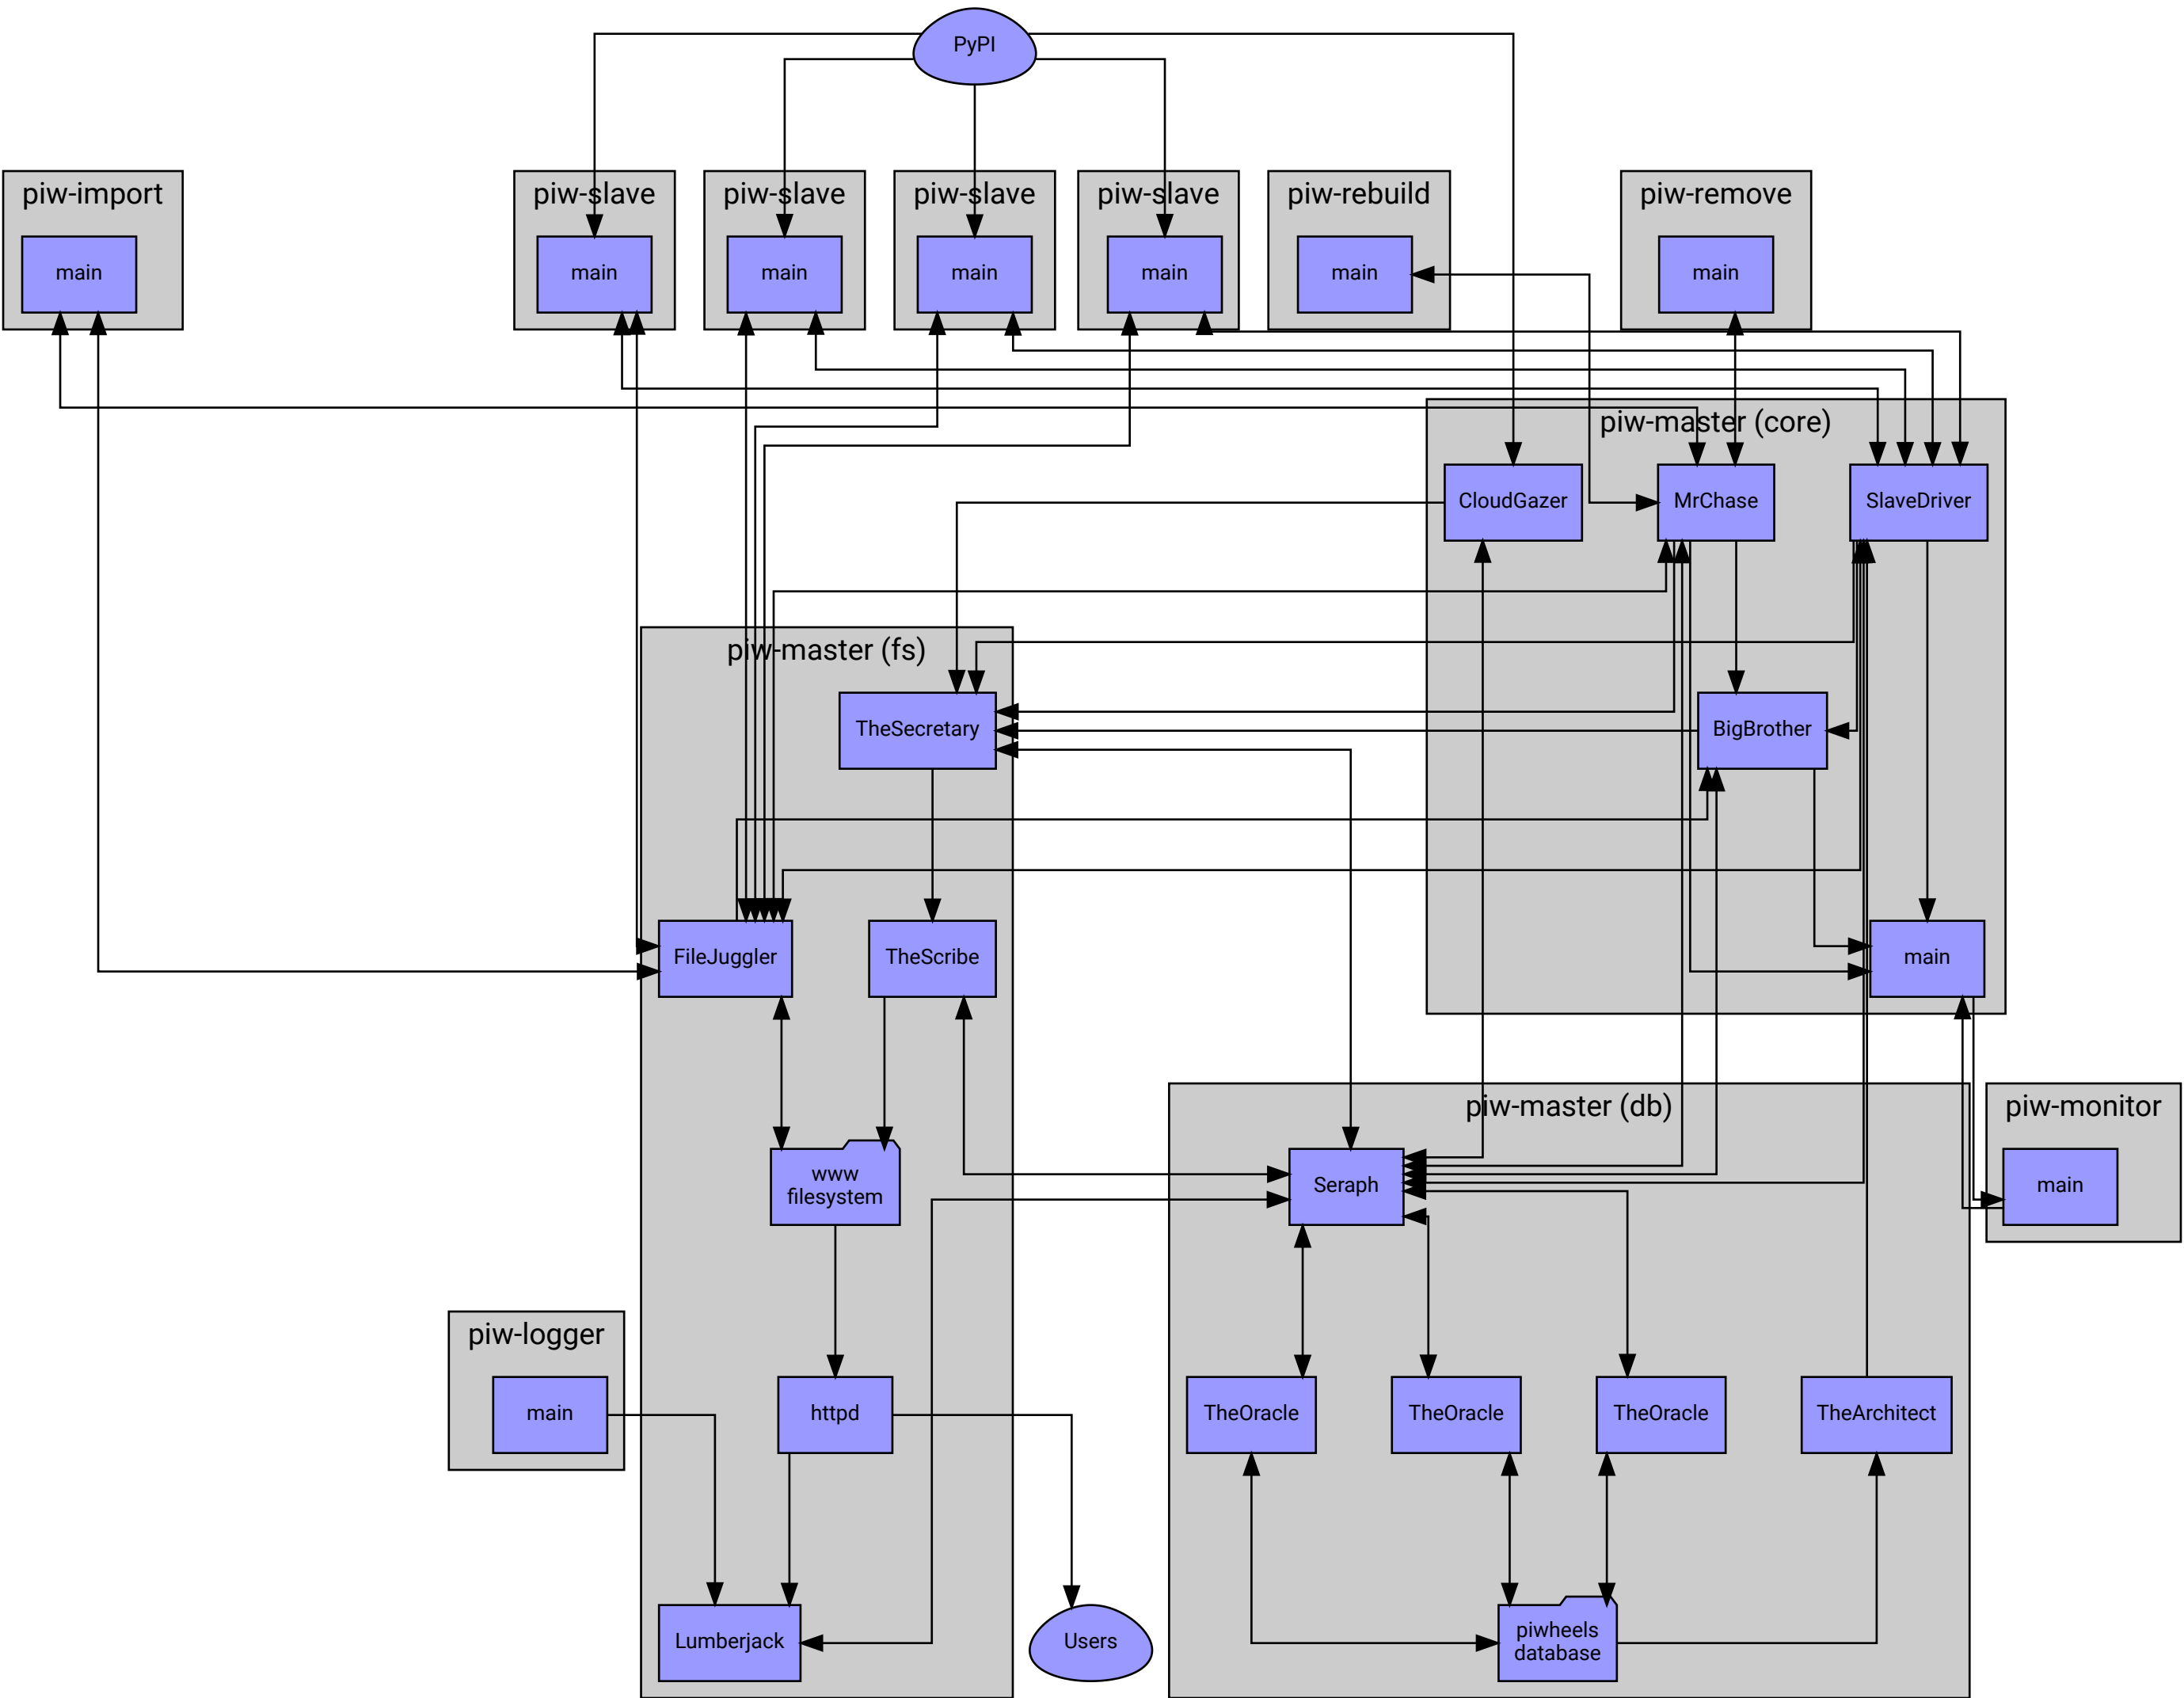 PyPI
piw-import
piw-slave
piw-slave
piw-slave
piw-slave
piw-rebuild
piw-remove
main
main
main
main
main
main
main
piw-master (core)
CloudGazer
MrChase
SlaveDriver
piw-master (fs)
TheSecretary
BigBrother
FileJuggler
TheScribe
main
piw-master (db)
piw-monitor
www
filesystem
Seraph
main
piw-logger
main
httpd
TheOracle
TheOracle
TheOracle
TheArchitect
Lumberjack
Users
piwheels
database